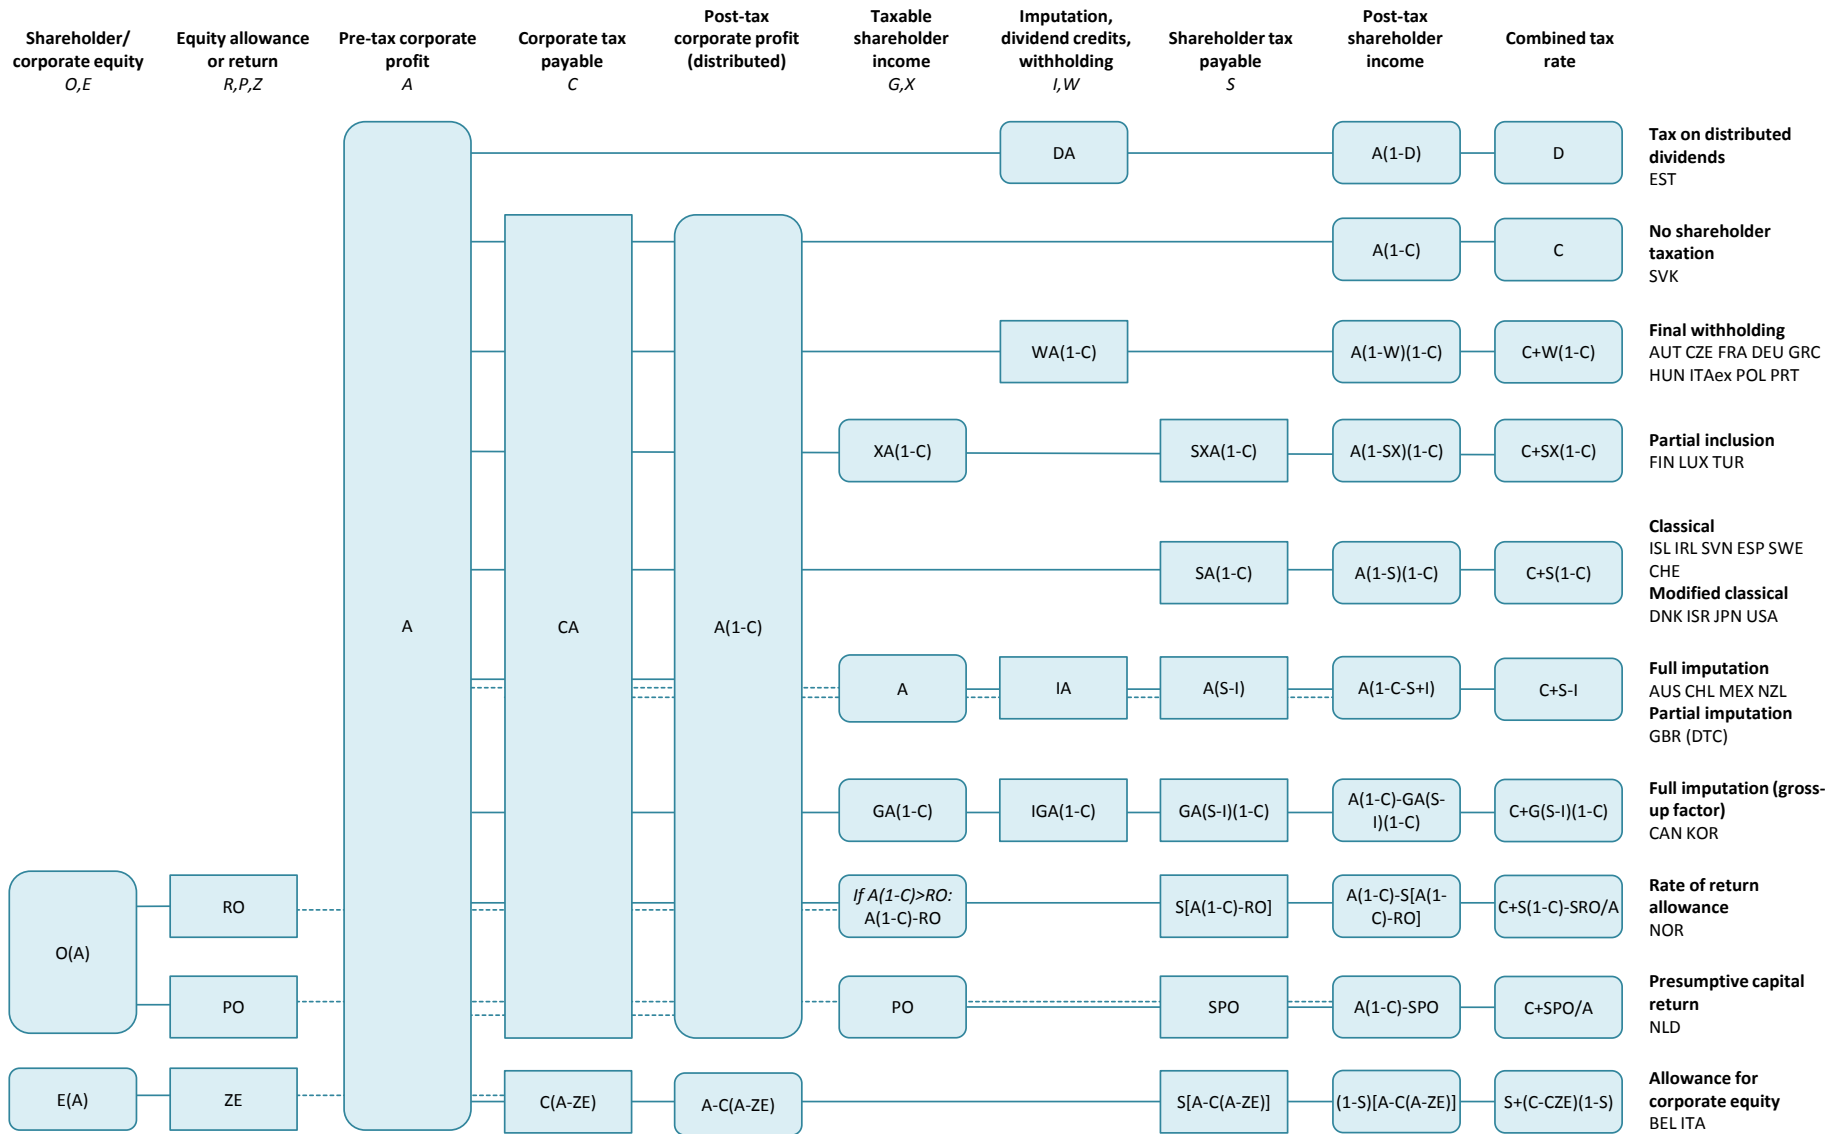 Shareholder/
corporate equity
O,E
Equity allowance
or return
R,P,Z
Pre-tax corporate
profit
A
Corporate tax
payable
C
Post-tax
corporate profit
(distributed)
Taxable
shareholder
income
G,X
Imputation,
dividend credits,
withholding
I,W
Shareholder tax
payable
S
Post-tax
shareholder
income
Combined tax
rate
DA
A(1-D)
D
Tax on distributed
dividends
EST
A(1-C)
C
No shareholder
taxation
SVK
WA(1-C)
A(1-W)(1-C)
C+W(1-C)
Final withholding
AUT CZE FRA DEU GRC
HUN ITAex POL PRT
XA(1-C)
SXA(1-C)
A(1-SX)(1-C)
C+SX(1-C)
Partial inclusion
FIN LUX TUR
SA(1-C)
A(1-S)(1-C)
C+S(1-C)
Classical
ISL IRL SVN ESP SWE
CHE
Modified classical
DNK ISR JPN USA
A
CA
A(1-C)
A
IA
A(S-I)
A(1-C-S+I)
C+S-I
Full imputation
AUS CHL MEX NZL
Partial imputation
GBR (DTC)
GA(1-C)
IGA(1-C)
GA(S-I)(1-C)
A(1-C)-GA(S-
I)(1-C)
C+G(S-I)(1-C)
Full imputation (gross-
up factor)
CAN KOR
O(A)
RO
If A(1-C)>RO:
A(1-C)-RO
S[A(1-C)-RO]
A(1-C)-S[A(1-
C)-RO]
C+S(1-C)-SRO/A
Rate of return
allowance
NOR
PO
PO
SPO
A(1-C)-SPO
C+SPO/A
Presumptive capital
return
NLD
E(A)
ZE
C(A-ZE)
A-C(A-ZE)
S[A-C(A-ZE)]
(1-S)[A-C(A-ZE)]
S+(C-CZE)(1-S)
Allowance for
corporate equity
BEL ITA